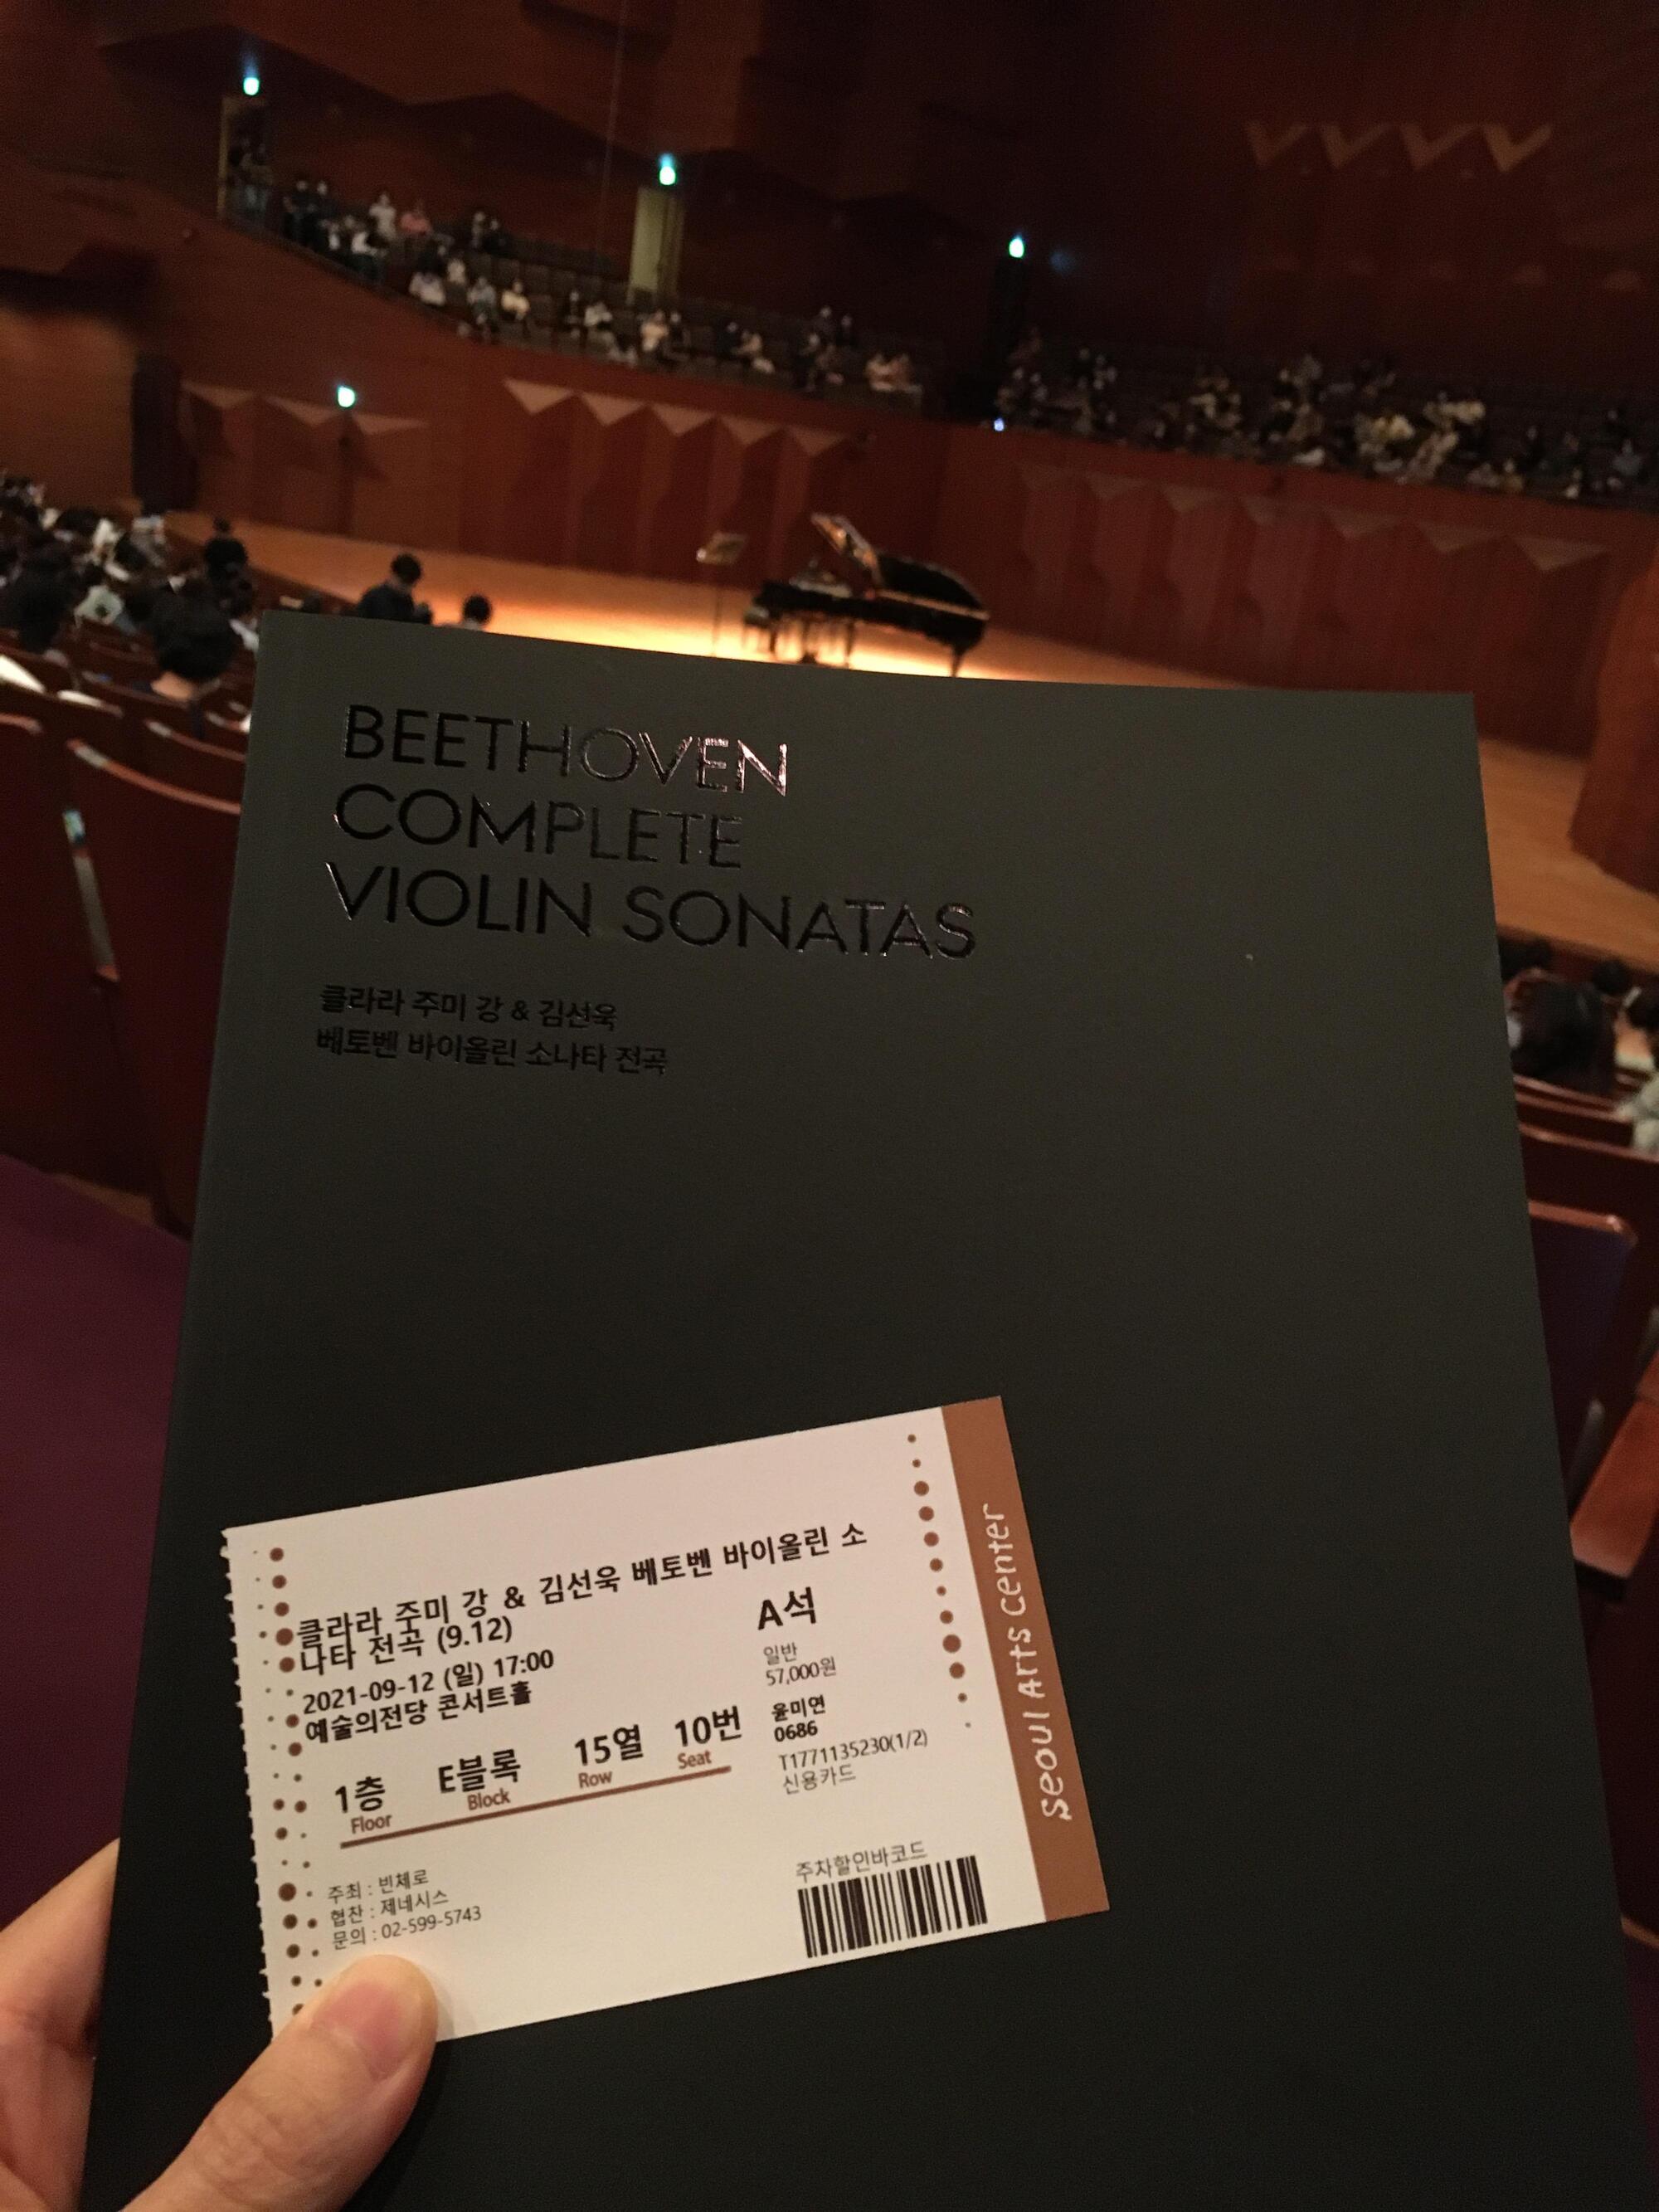 BEETHOVEN
COMPLETE
VIOLIN SONATAS
클라라 주미 강 & 김선욱
베토벤 바이올린 소나타 전곡
클라라 주미 강 & 김선욱 베토벤 바이올린 소
나타 전곡 (9.12)
2021-09-12 (일) 17:00
예술의전당 콘서트홀
1층 E블록 15열 10번
Floor Block Row Seat
A석
일반
57,000원
윤미연
0686
T1771135230(1/2)
신용카드
주최 : 빈체로
협찬 : 제네시스
문의 : 02-599-5743
주차할인바코드
seoul Arts Center